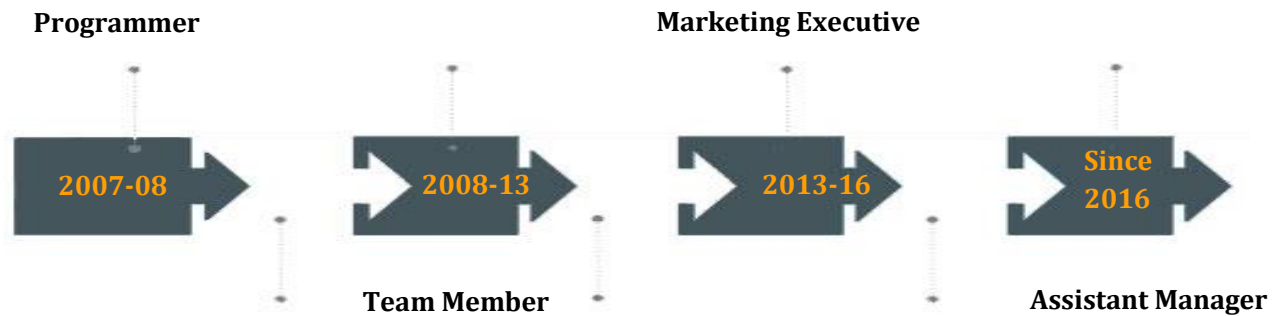 Programmer
Marketing Executive
2007-08
2008-13
2013-16
Since
2016
Team Member
Assistant Manager